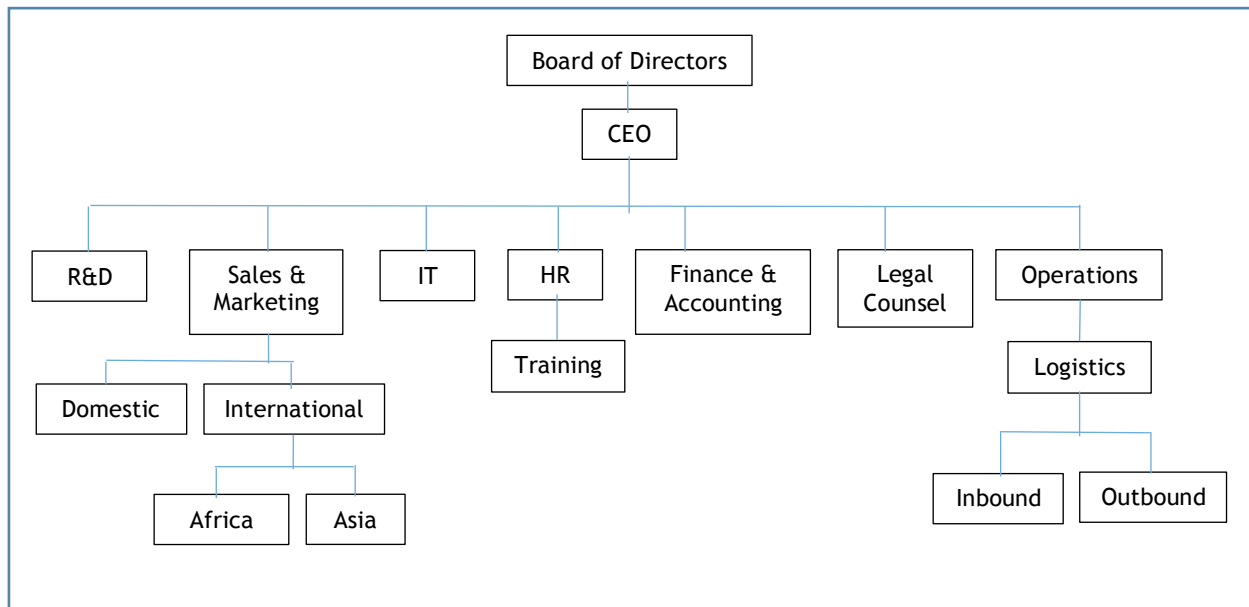 Board of Directors
CEO
R&D
Sales &
Marketing
IT
HR
Finance &
Accounting
Legal
Counsel
Operations
Training
Logistics
Domestic
International
Inbound
Outbound
Africa
Asia